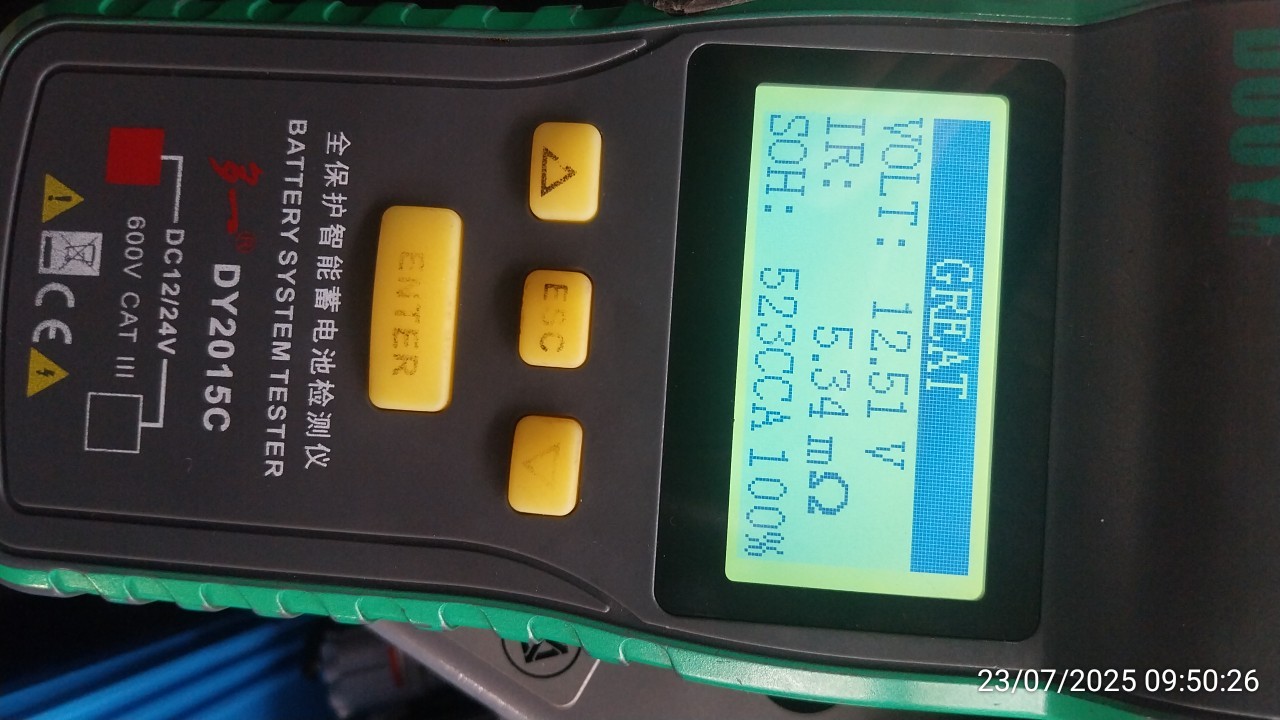 GREAT
VOLT: 12.51 V
IR: 5.34 mΩ
SOH: 523CCA 100%
ESC
ENTER
全保护智能蓄电池检测仪
BATTERY SYSTEM TESTER
DY2015C
DC12/24V
600V CAT III
CE
23/07/2025 09:50:26